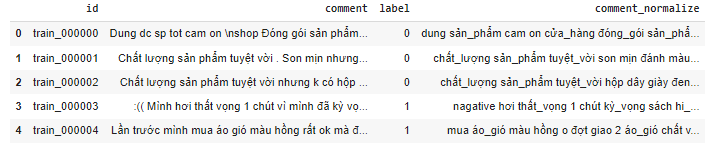 id comment label comment_normalize
0 train_000000 Dung dc sp tot cam on \nshop Đóng gói sản phẩm... 0 dung sản_phẩm cam on cửa_hàng đóng_gói sản_phẩ...
1 train_000001 Chất lượng sản phẩm tuyệt vời . Son mịn nhưng... 0 chất_lượng sản_phẩm tuyệt_vời son mịn đánh màu...
2 train_000002 Chất lượng sản phẩm tuyệt vời nhưng k có hộp ... 0 chất_lượng sản_phẩm tuyệt_vời hộp dây giày đen...
3 train_000003 :(( Mình hơi thất vọng 1 chút vì mình đã kỳ vọ... 1 nagative hơi thất_vọng 1 chút kỳ_vọng sách hi_...
4 train_000004 Lần trước mình mua áo gió màu hồng rất ok mà đ... 1 mua áo_gió màu hồng o đợt giao 2 áo_gió chất v...